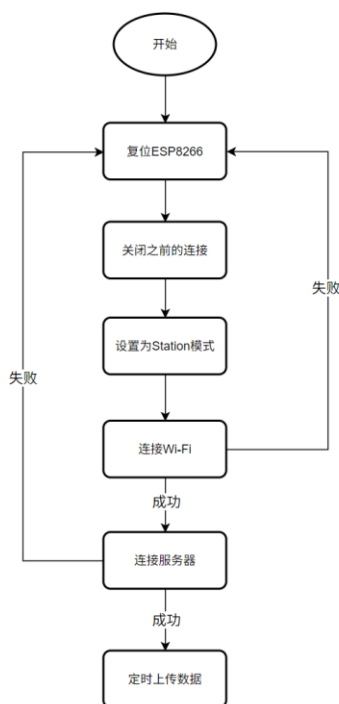 开始
复位ESP8266
关闭之前的连接
失败
设置为Station模式
失败
连接Wi-Fi
成功
连接服务器
成功
定时上传数据